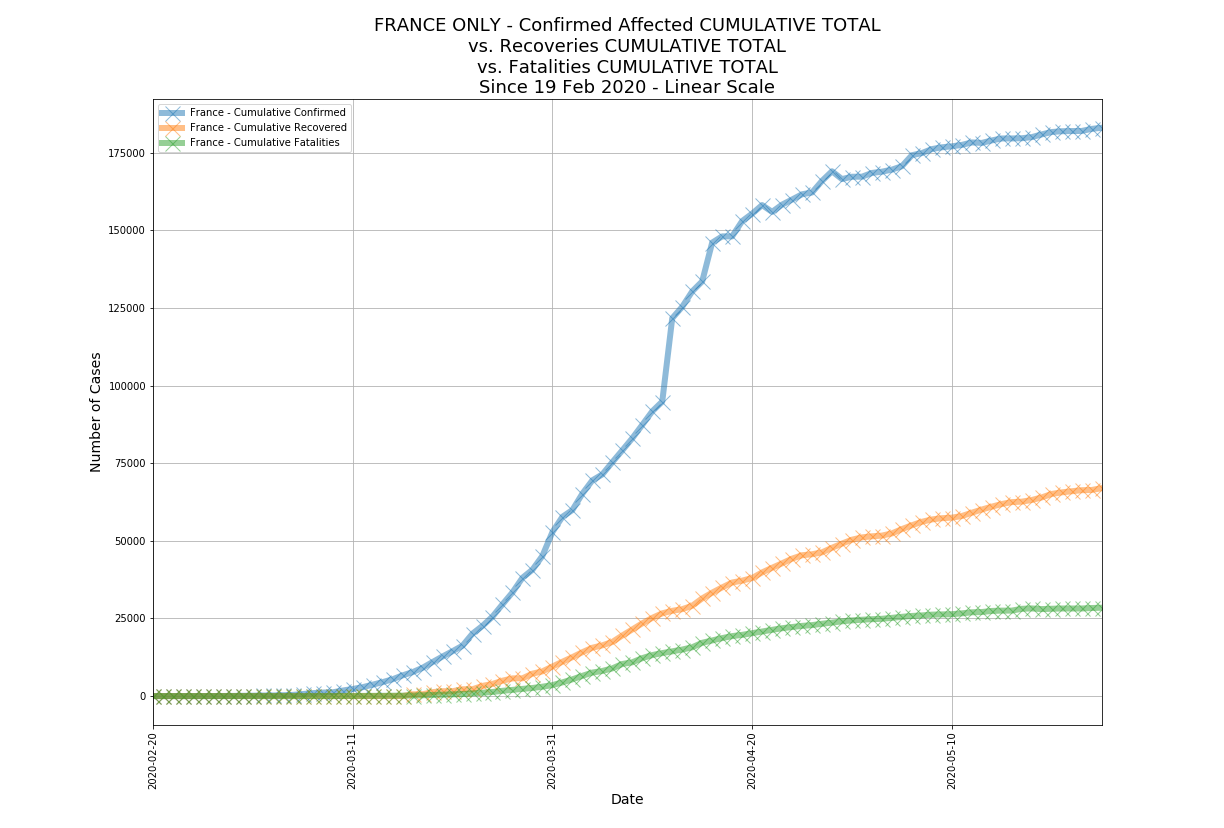 FRANCE ONLY - Confirmed Affected CUMULATIVE TOTAL
vs. Recoveries CUMULATIVE TOTAL
vs. Fatalities CUMULATIVE TOTAL
Since 19 Feb 2020 - Linear Scale
France - Cumulative Confirmed
France - Cumulative Recovered
France - Cumulative Fatalities
175000
150000
125000
100000
75000
50000
25000
0
Number of Cases
2020-02-20
2020-03-11
2020-03-31
2020-04-20
2020-05-10
Date